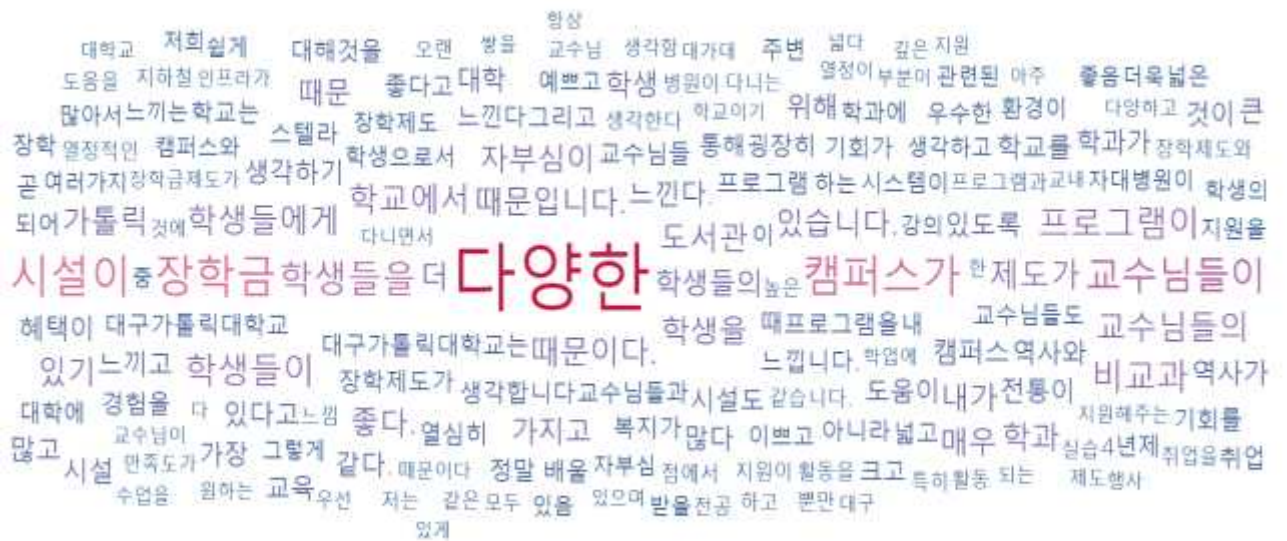 항상
대학교 저희 쉽게 대해 것을 오랜 쌓을 교수님 생각함 대가대 주변 넓다 깊은 지원
도움을 지하철 인프라가 때문 좋다고 대학 예쁘고 학생 병원이 다니는 열정이 부분이 관련된 아주 좋음 더욱 넓은
많아서 느끼는 학교는 스텔라 장학제도 느낀다 그리고 생각한다 학교이기 위해 학과에 우수한 환경이 다양하고 것이 큰
장학 열정적인 캠퍼스와 생각하기 학생으로서 자부심이 교수님들 통해 굉장히 기회가 생각하고 학교를 학과가 장학제도와
곧 여러가지 장학금제도가 학교에서 때문입니다. 느낀다. 프로그램 하는 시스템이 프로그램과 교내 자대병원이 학생의
되어 가톨릭 것에 학생들에게 다니면서 도서관이 있습니다. 강의 있도록 프로그램이 지원을
시설이 중 장학금 학생들을 더 다양한 학생들의 높은 캠퍼스가 한 제도가 교수님들이
혜택이 대구가톨릭대학교 학생을 때 프로그램을 내 교수님들도 교수님들의
있기 느끼고 학생들이 대구가톨릭대학교는 때문이다. 느낍니다. 학업에 캠퍼스 역사와 비교과 역사가
장학제도가 생각합니다 교수님들과 시설도 같습니다. 도움이 내가 전통이
대학에 경험을 다 있다고 느낌 좋다. 열심히 가지고 복지가 많다 이쁘고 아니라 넓고 매우 학과 지원해주는 기회를
많고 시설 교수님이 만족도가 가장 그렇게 같다. 때문이다 정말 배울 자부심 점에서 지원이 활동을 크고 특히 활동 되는 실습 4년제 취업을 취업
수업을 원하는 교육 우선 저는 같은 모두 있음 있으며 받을 전공 하고 뿐만 대구 제도 행사
있게